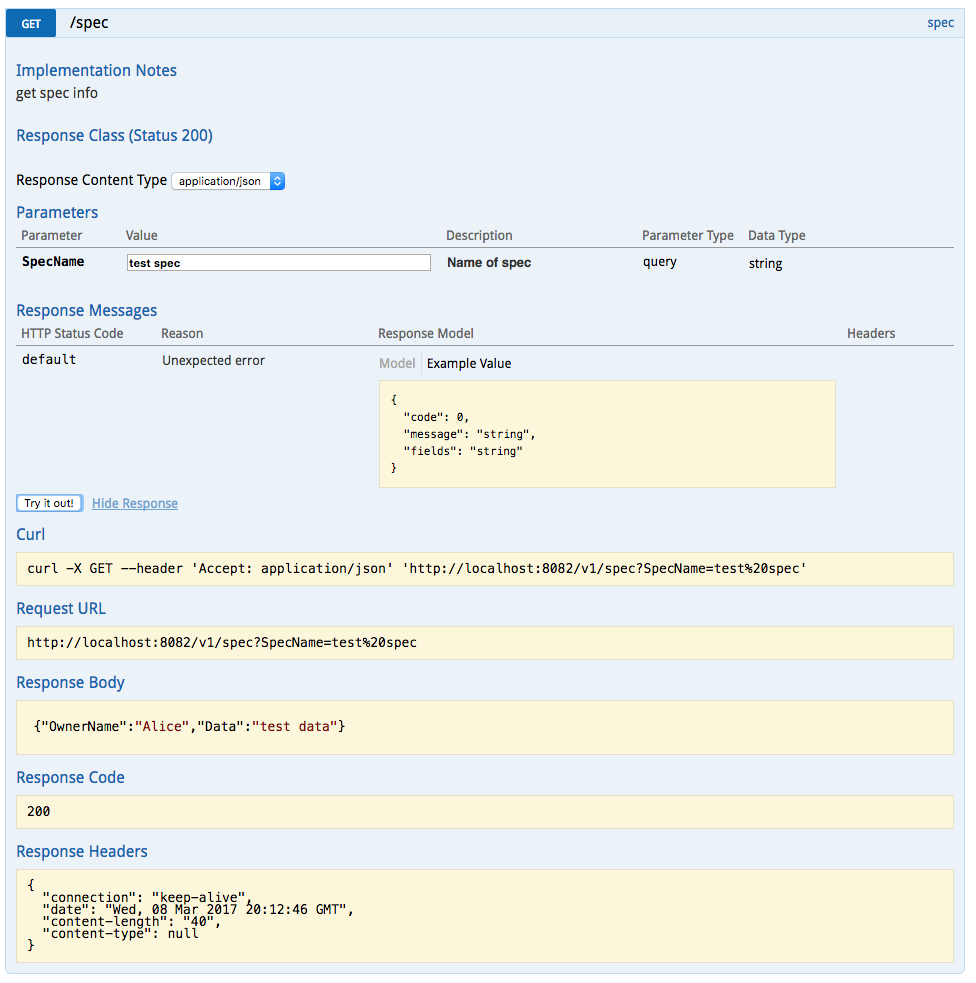 GET /spec spec
Implementation Notes
get spec info
Response Class (Status 200)
Response Content Type application/json
Parameters
Parameter Value Description Parameter Type Data Type
SpecName test spec Name of spec query string
Response Messages
HTTP Status Code Reason Response Model Headers
default Unexpected error Model Example Value
{
  "code": 0,
  "message": "string",
  "fields": "string"
}
Try it out! Hide Response
Curl
curl -X GET --header 'Accept: application/json' 'http://localhost:8082/v1/spec?SpecName=test%20spec'
Request URL
http://localhost:8082/v1/spec?SpecName=test%20spec
Response Body
{"OwnerName":"Alice","Data":"test data"}
Response Code
200
Response Headers
{
  "connection": "keep-alive",
  "date": "Wed, 08 Mar 2017 20:12:46 GMT",
  "content-length": "40",
  "content-type": null
}